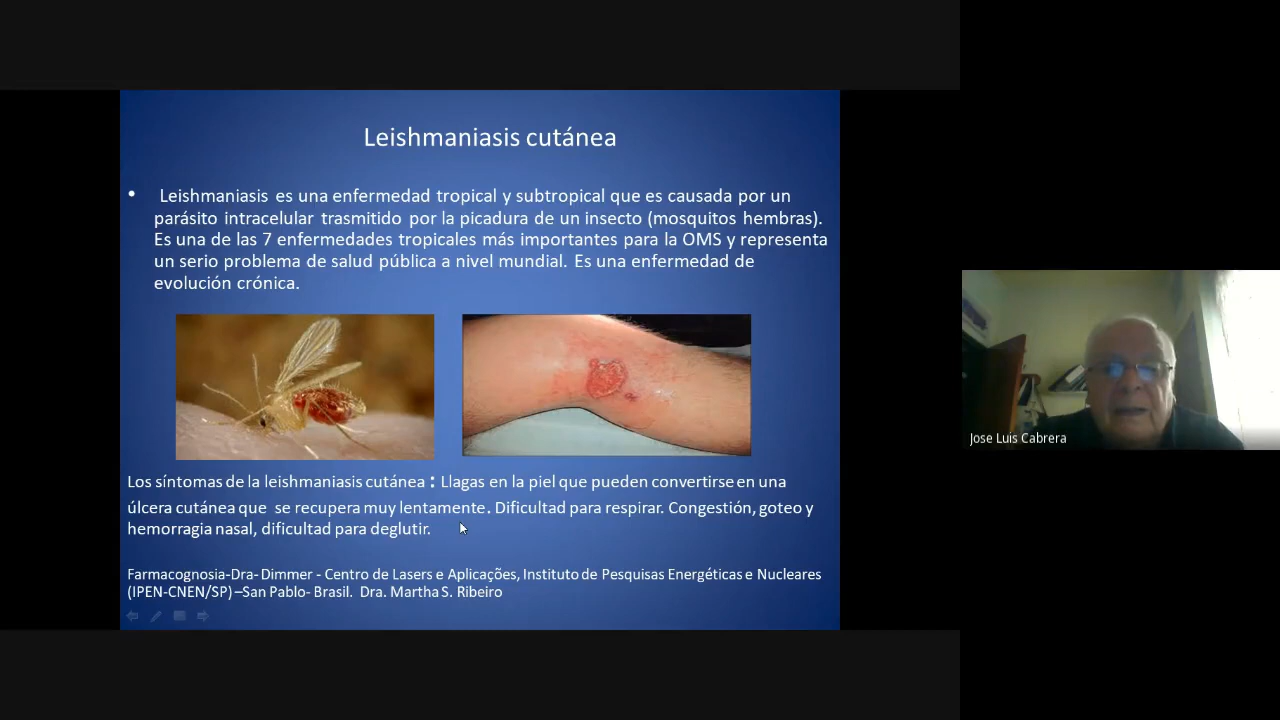 Leishmaniasis cutánea
• Leishmaniasis es una enfermedad tropical y subtropical que es causada por un
parásito intracelular trasmitido por la picadura de un insecto (mosquitos hembras).
Es una de las 7 enfermedades tropicales más importantes para la OMS y representa
un serio problema de salud pública a nivel mundial. Es una enfermedad de
evolución crónica.
Los síntomas de la leishmaniasis cutánea : Llagas en la piel que pueden convertirse en una
úlcera cutánea que se recupera muy lentamente. Dificultad para respirar. Congestión, goteo y
hemorragia nasal, dificultad para deglutir.
Farmacognosia-Dra- Dimmer - Centro de Lasers e Aplicações, Instituto de Pesquisas Energéticas e Nucleares
(IPEN-CNEN/SP) –San Pablo- Brasil. Dra. Martha S. Ribeiro
Jose Luis Cabrera